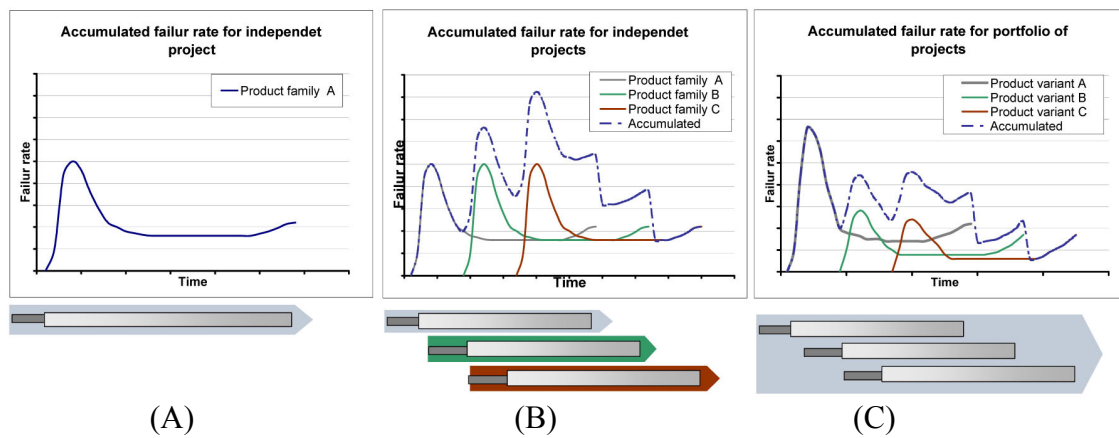 Accumulated failur rate for independet
project
Product family A
Failur rate
Time
(A)
Accumulated failur rate for independet
projects
Product family A
Product family B
Product family C
Accumulated
Failur rate
Time
(B)
Accumulated failur rate for portfolio of
projects
Product variant A
Product variant B
Product variant C
Accumulated
Failur rate
Time
(C)